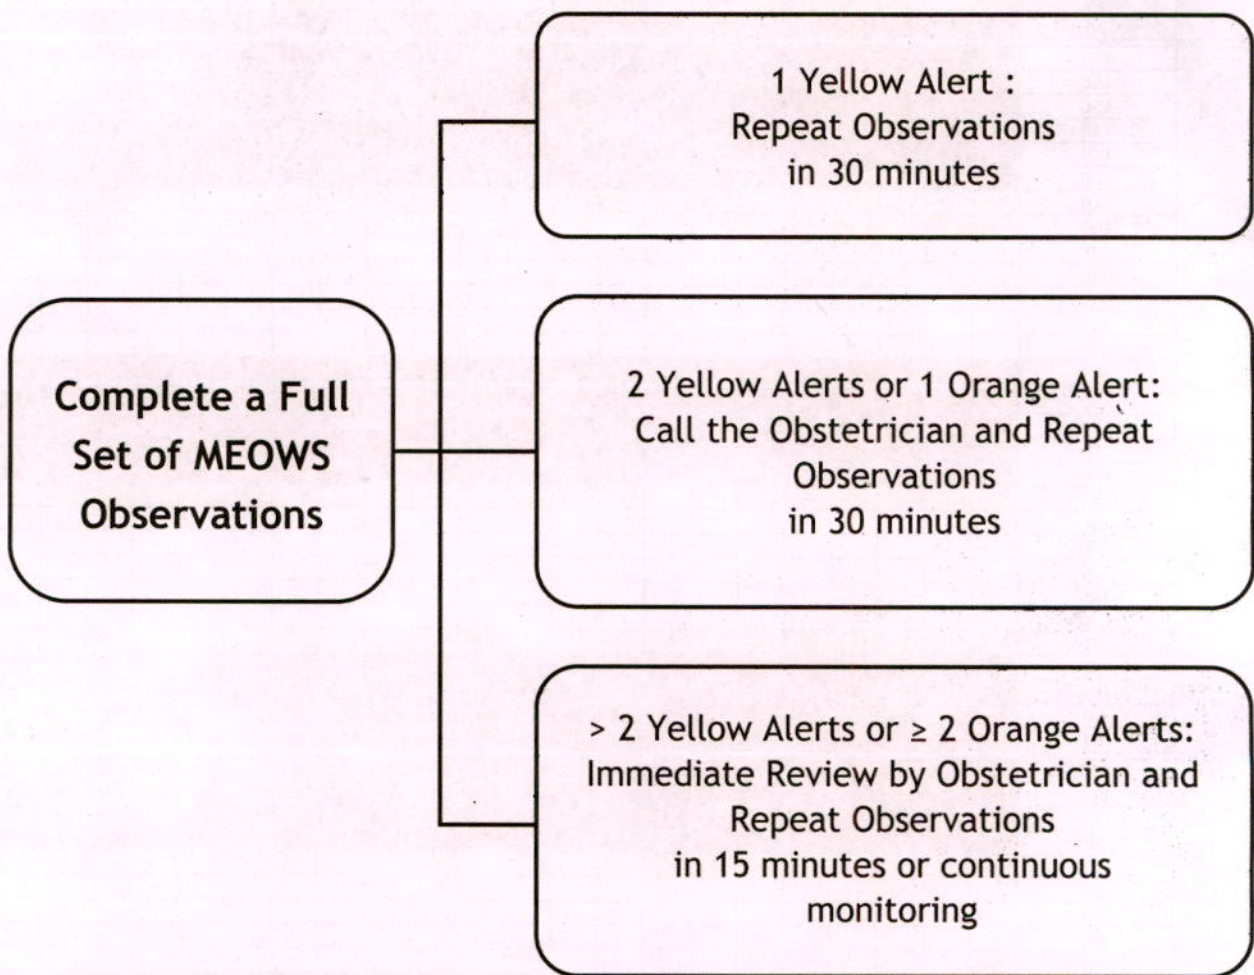 Complete a Full
Set of MEOWS
Observations
1 Yellow Alert :
Repeat Observations
in 30 minutes
2 Yellow Alerts or 1 Orange Alert:
Call the Obstetrician and Repeat
Observations
in 30 minutes
> 2 Yellow Alerts or ≥ 2 Orange Alerts:
Immediate Review by Obstetrician and
Repeat Observations
in 15 minutes or continuous
monitoring